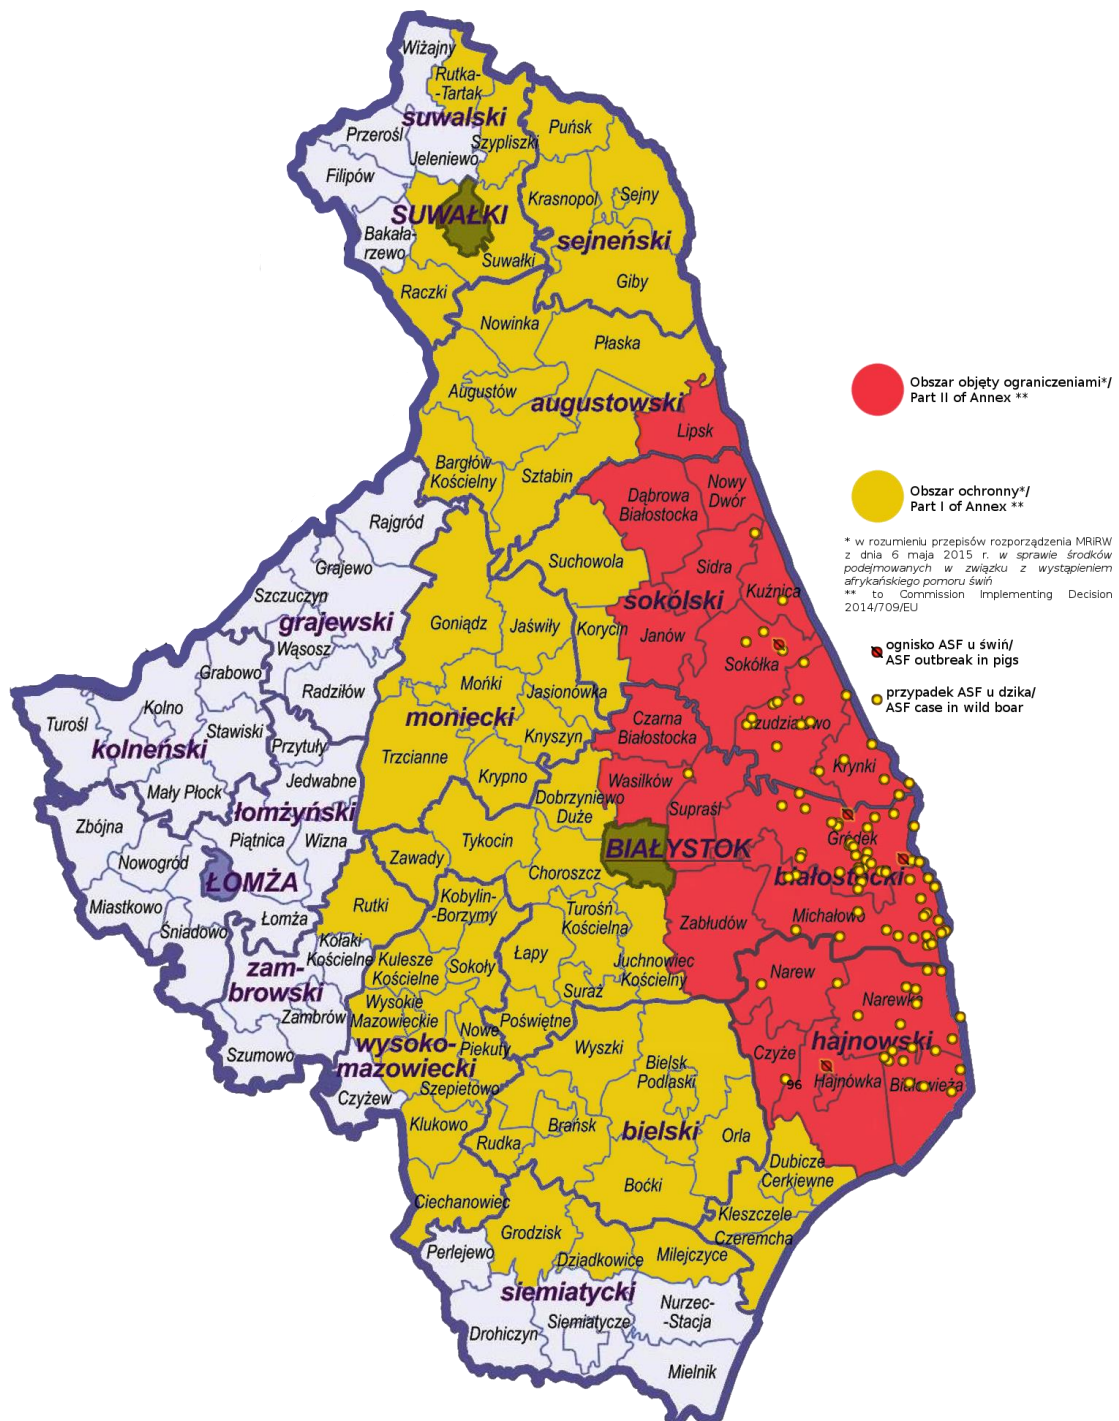 Wiżajny
Rutka-
-Tartak
suwalski
Przerośl
Szypliszki
Puńsk
Jeleniewo
Filipów
Krasnopol
Sejny
SUWAŁKI
Bakała-
rzewo
sejneński
Suwałki
Giby
Raczki
Nowinka
Płaska
Obszar objęty ograniczeniami*/
Part II of Annex **
Augustów
augustowski
Lipsk
Bargłów
Kościelny
Sztabin
Nowy
Dwór
Dąbrowa
Białostocka
Obszar ochronny*/
Part I of Annex **
Rajgród
* w rozumieniu przepisów rozporządzenia MRiRW
z dnia 6 maja 2015 r. w sprawie środków
podejmowanych w związku z wystąpieniem
afrykańskiego pomoru świń
** to Commission Implementing Decision
2014/709/EU
Suchowola
Grajewo
Sidra
Kuźnica
Szczuczyn
sokólski
grajewski
Goniądz
Jaświły
Korycin
Janów
Wąsosz
ognisko ASF u świń/
ASF outbreak in pigs
Sokółka
Grabowo
Radziłów
Mońki
Jasionówka
przypadek ASF u dzika/
ASF case in wild boar
Kolno
Turośl
Stawiski
moniecki
Czarna
Białostocka
Szudziałowo
kolneński
Przytuły
Knyszyn
Trzcianne
Krypno
Wasilków
Krynki
Jedwabne
Mały Płock
Dobrzyniewo
Duże
Supraśl
łomżyński
Zbójna
Piątnica
Wizna
Tykocin
Gródek
BIAŁYSTOK
Nowogród
Zawady
ŁOMŻA
Choroszcz
białostocki
Miastkowo
Rutki
Kobylin-
-Borzymy
Turośń
Kościelna
Łomża
Zabłudów
Michałowo
Śniadowo
Kołaki
Kościelne
Łapy
Kulesze
Kościelne
Sokoły
Juchnowiec
Kościelny
zam-
browski
Narew
Suraż
Wysokie
Mazowieckie
Narewka
Zambrów
Nowe
Piekuty
Poświętne
Szumowo
wysoko-
mazowiecki
Wyszki
Bielsk
Podlaski
Czyże
hajnowski
Szepietowo
96
Hajnówka
Białowieża
Czyżew
Klukowo
Rudka
Brańsk
bielski
Orla
Dubicze
Cerkiewne
Boćki
Ciechanowiec
Kleszczele
Grodzisk
Czeremcha
Perlejewo
Dziadkowice
Milejczyce
siemiatycki
Nurzec-
-Stacja
Drohiczyn
Siemiatycze
Mielnik